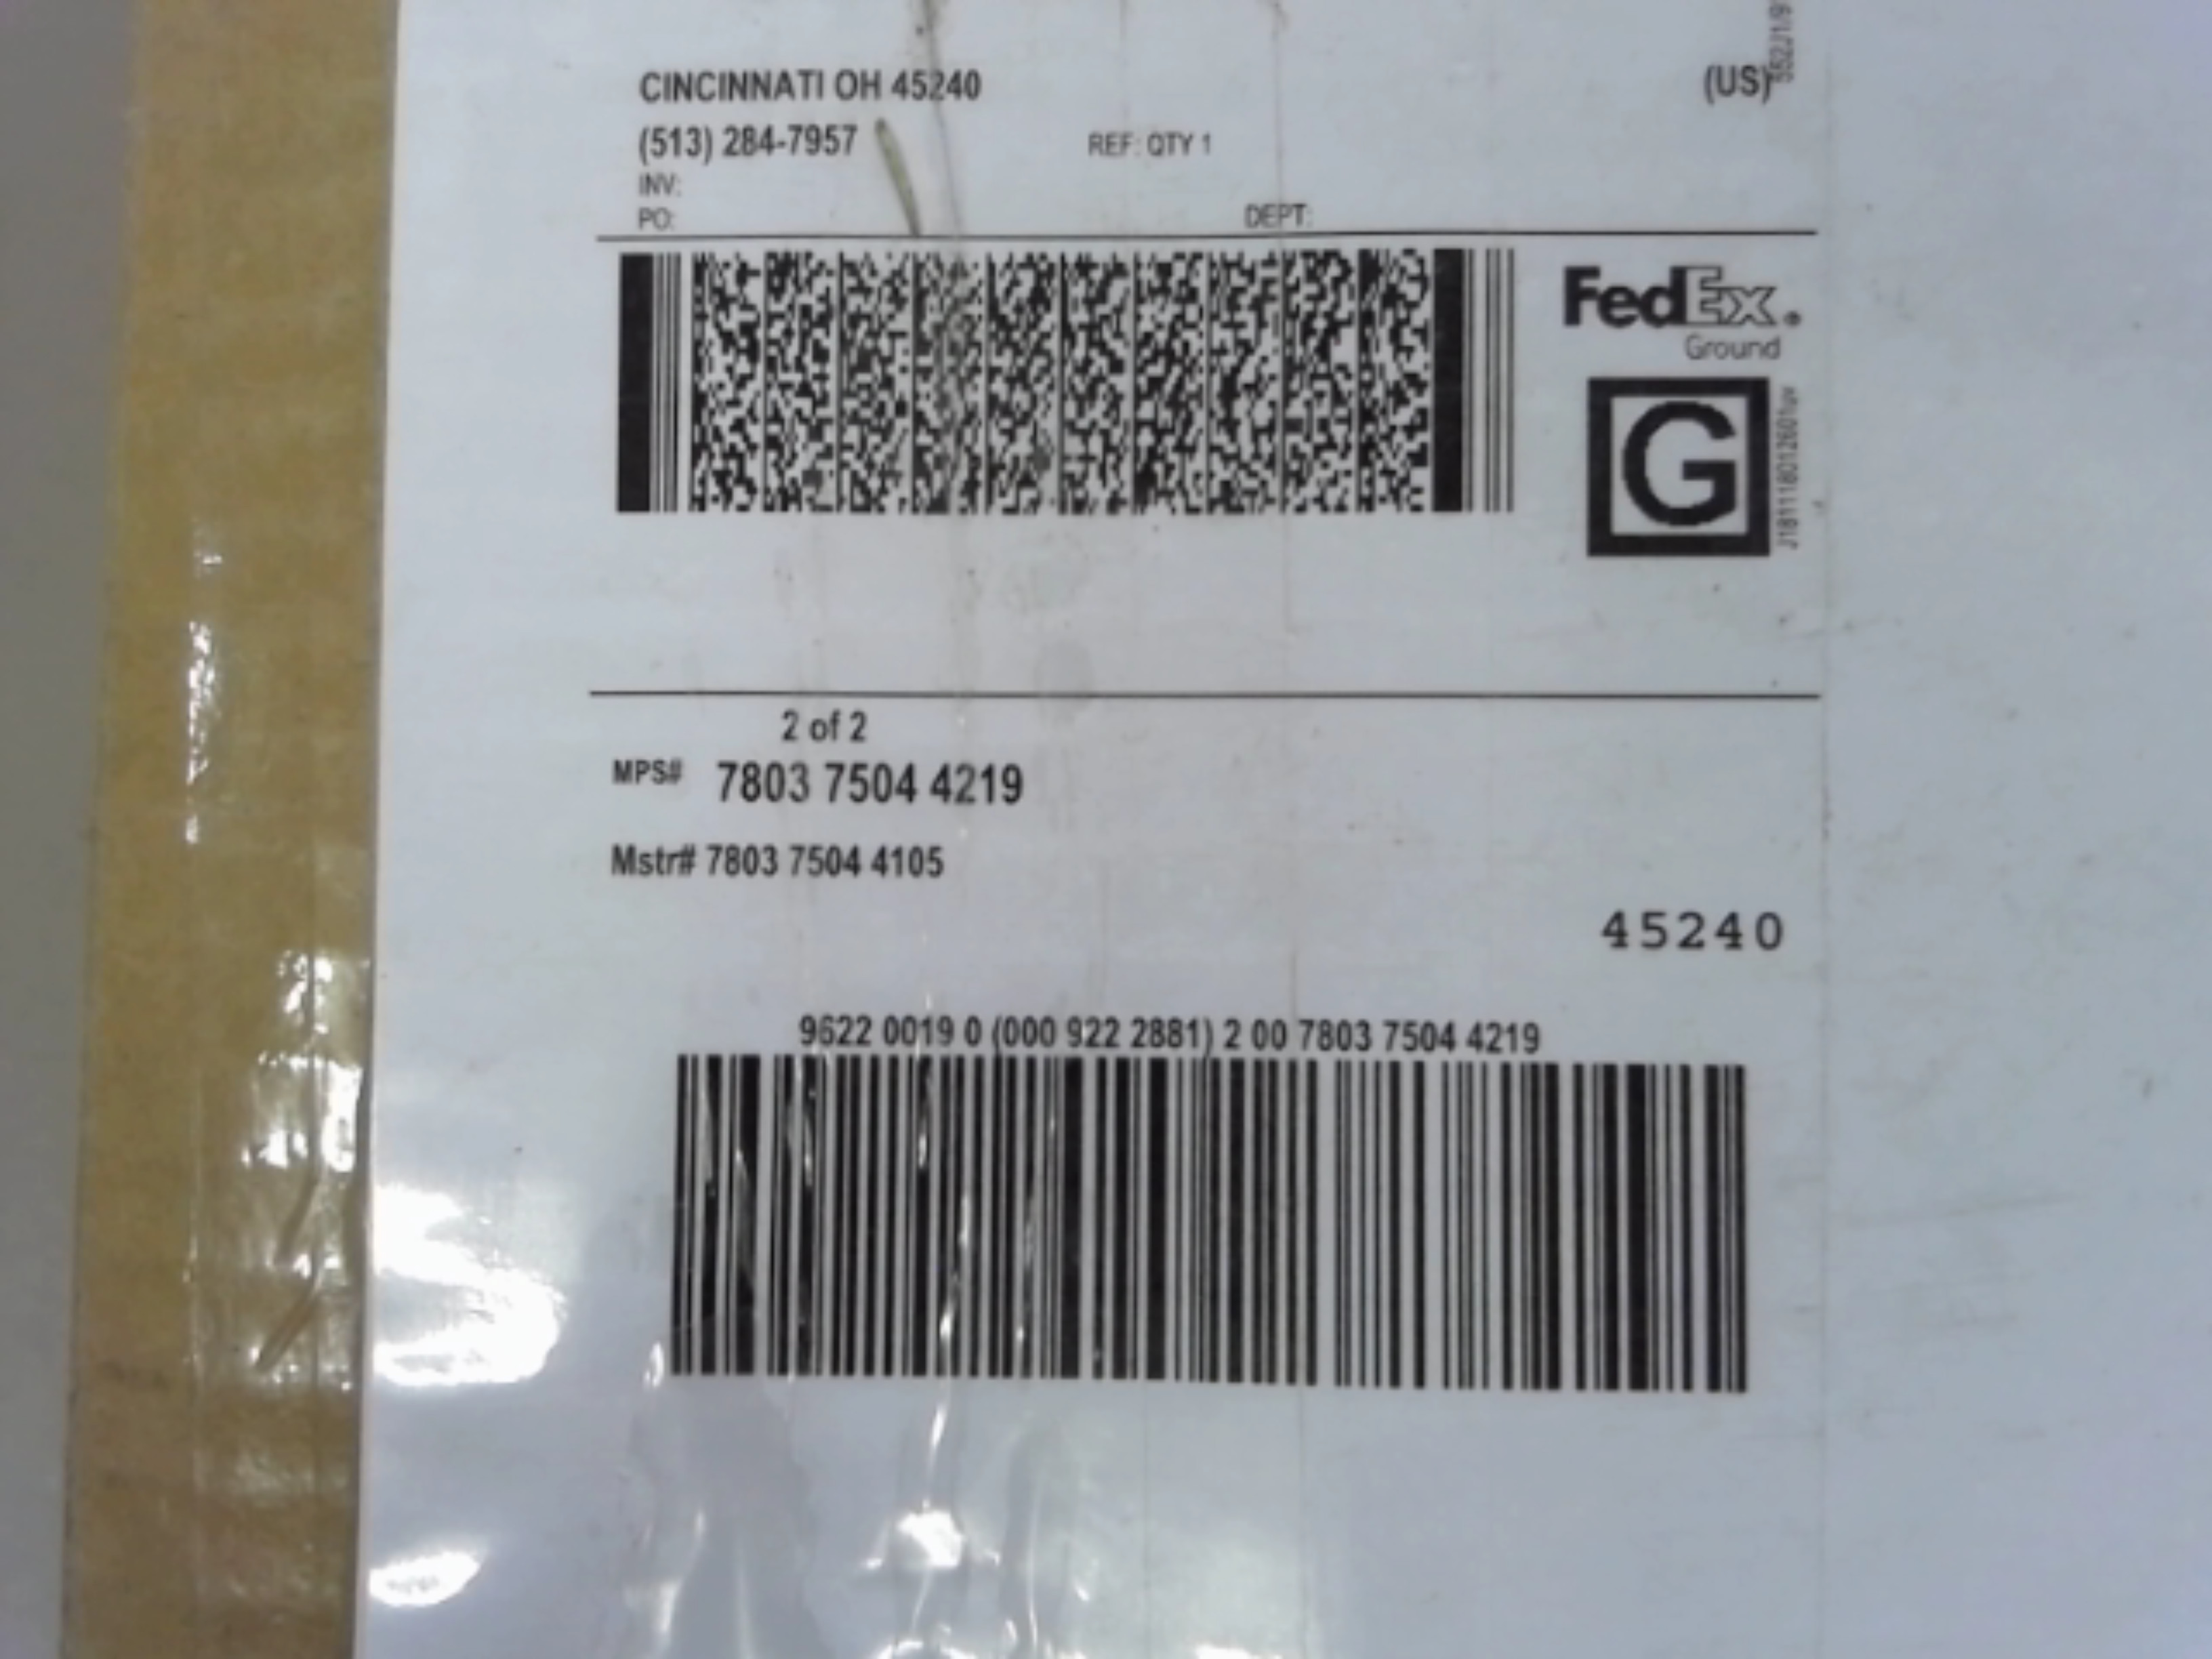 CINCINNATI OH 45240
(US)
(513) 284-7957
REF: QTY 1
INV:
PO:
DEPT:
FedEx®
Ground
G
2 of 2
MPS# 7803 7504 4219
Mstr# 7803 7504 4105
45240
9622 0019 0 (000 922 2881) 2 00 7803 7504 4219